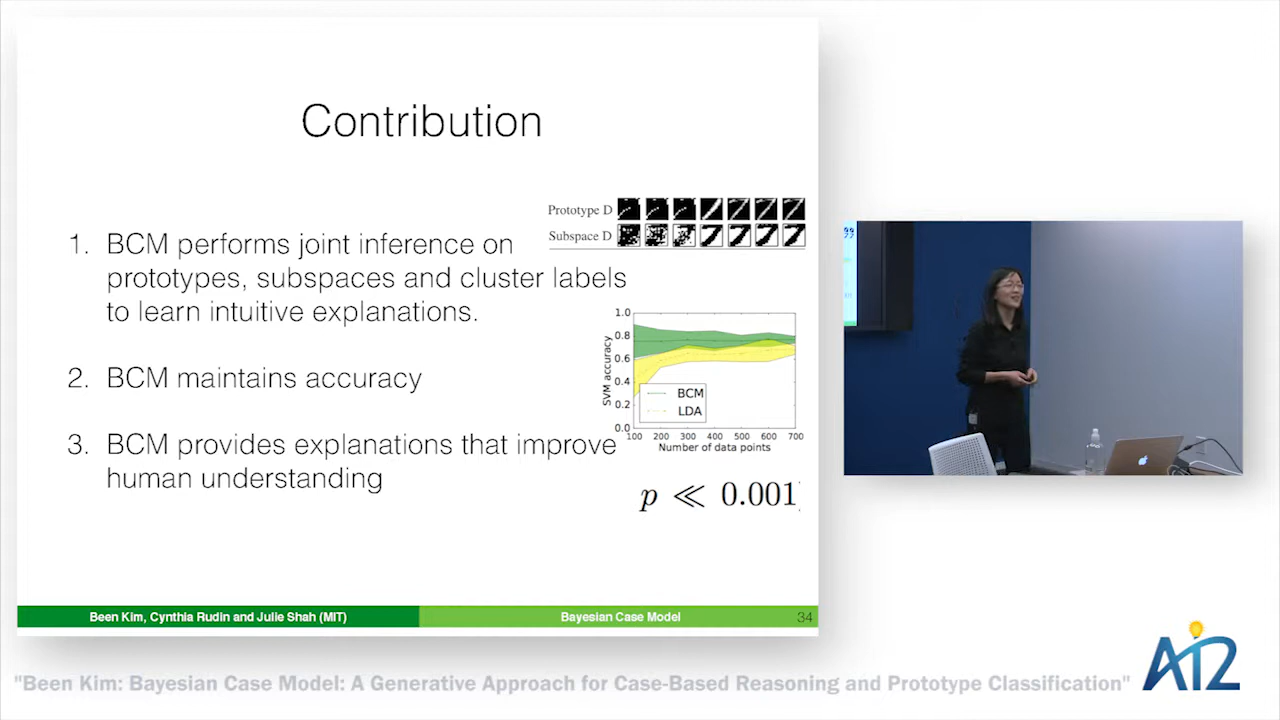 Contribution
1. BCM performs joint inference on
prototypes, subspaces and cluster labels
to learn intuitive explanations.
Prototype D
Subspace D
2. BCM maintains accuracy
SVM accuracy
1.0
0.8
0.6
0.4
0.2
0.0
BCM
LDA
100 200 300 400 500 600 700
Number of data points
3. BCM provides explanations that improve
human understanding
p ≪ 0.001
Been Kim, Cynthia Rudin and Julie Shah (MIT)
Bayesian Case Model
34
"Been Kim: Bayesian Case Model: A Generative Approach for Case-Based Reasoning and Prototype Classification"
AI2